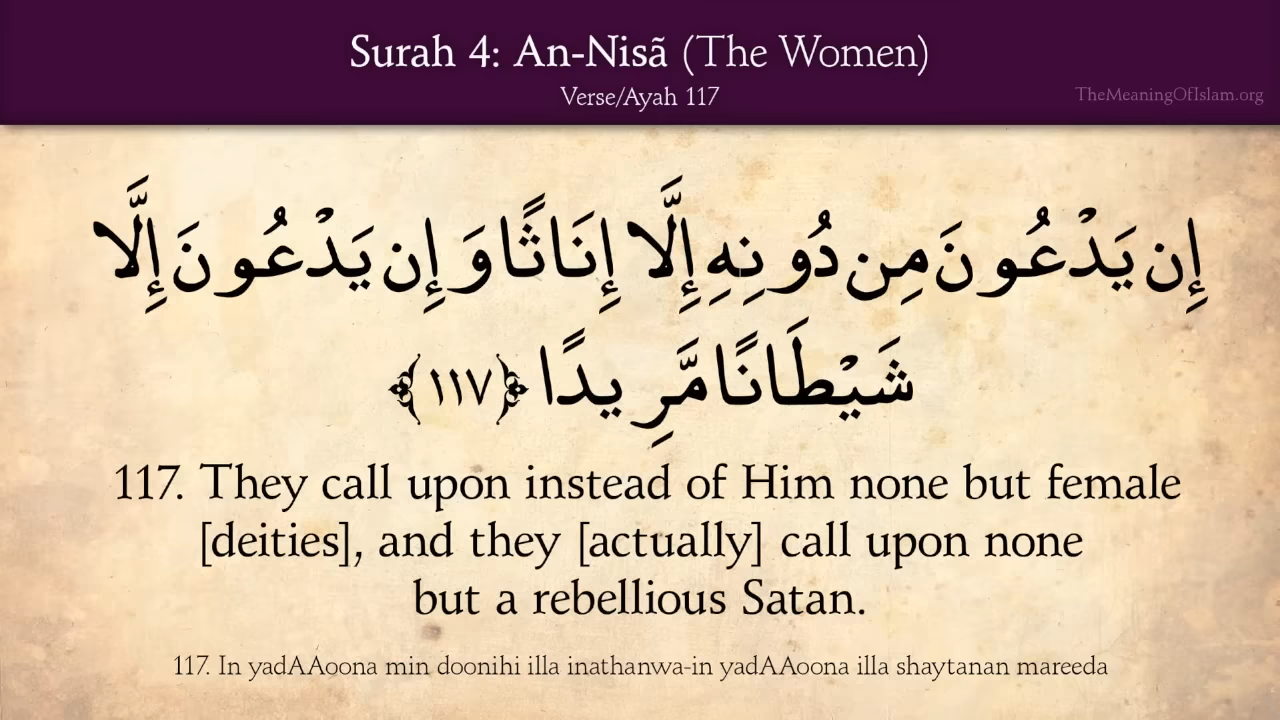 Surah 4: An-Nisã (The Women)
Verse/Ayah 117
TheMeaningOfIslam.org
إِن يَدْعُونَ مِن دُونِهِ إِلَّا إِنَاثًا وَإِن يَدْعُونَ إِلَّا
شَيْطَانًا مَّرِيدًا ﴿١١٧﴾
117. They call upon instead of Him none but female
[deities], and they [actually] call upon none
but a rebellious Satan.
117. In yadAAoona min doonihi illa inathanwa-in yadAAoona illa shaytanan mareeda